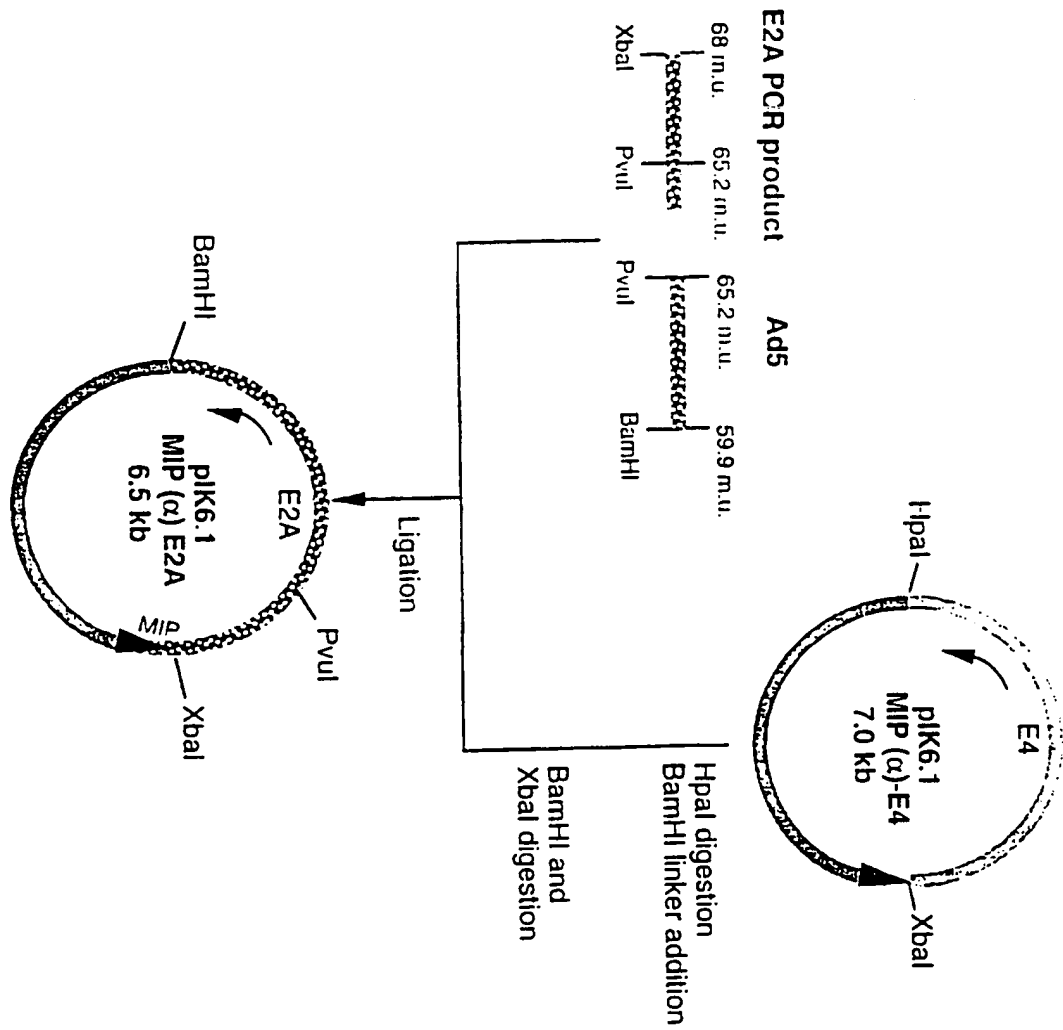 E2A PCR product
Ad5
68 m.u.
65.2 m.u.
65.2 m.u.
59.9 m.u.
XbaI
PvuI
PvuI
BamHI
HpaI
E4
XbaI
pIK6.1
MIP (α)-E4
7.0 kb
HpaI digestion
BamHI linker addition
BamHI and
XbaI digestion
Ligation
BamHI
E2A
PvuI
pIK6.1
MIP (α) E2A
6.5 kb
MIP
XbaI